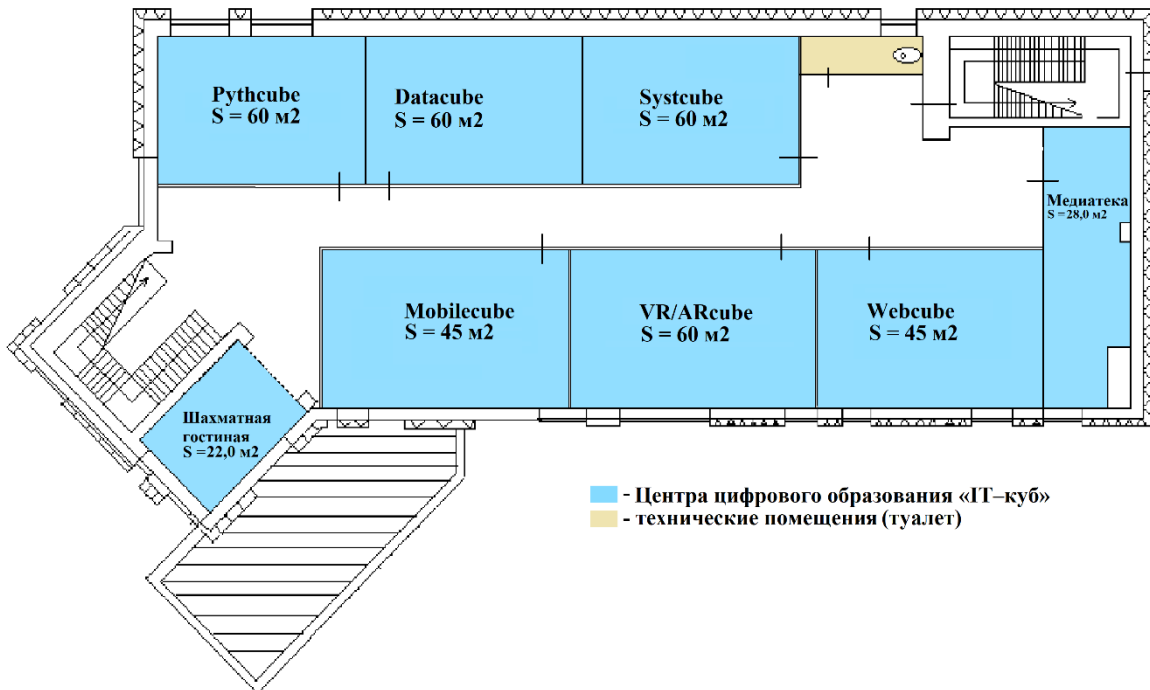 Pythcube
S = 60 м2
Datacube
S = 60 м2
Systcube
S = 60 м2
Медиатека
S =28,0 м2
Mobilecube
S = 45 м2
VR/ARcube
S = 60 м2
Webcube
S = 45 м2
Шахматная
гостиная
S =22,0 м2
- Центра цифрового образования «IT–куб»
- технические помещения (туалет)